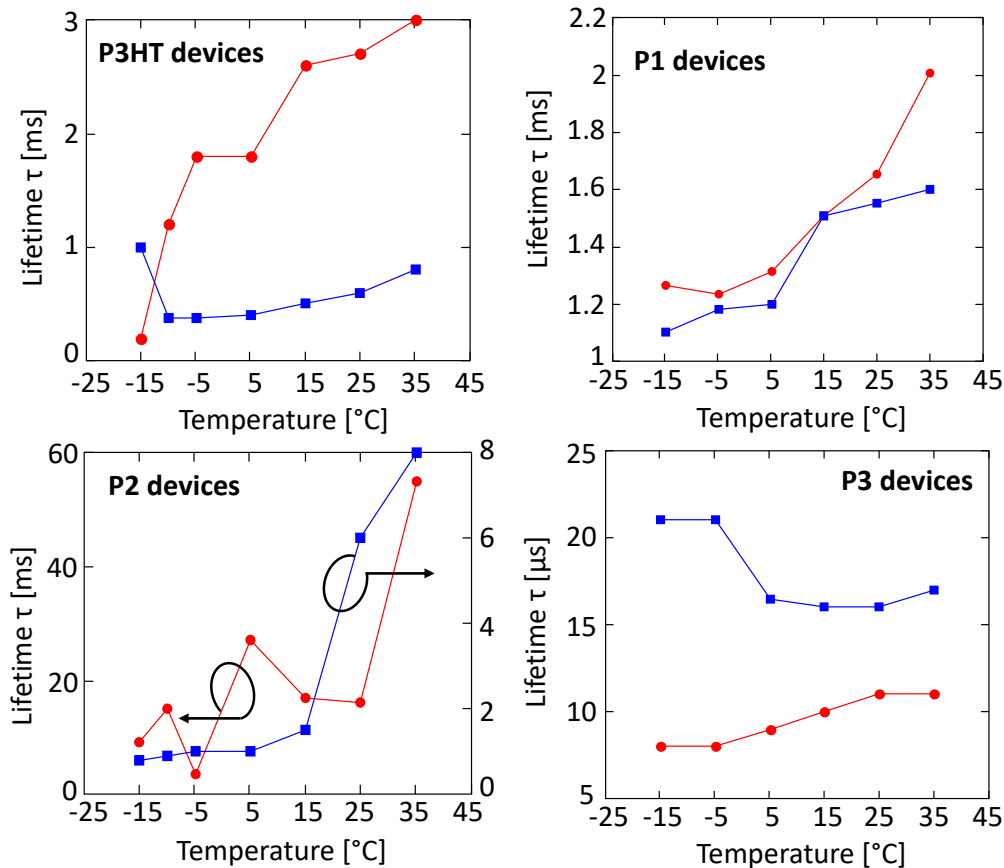 P3HT devices
Lifetime τ [ms]
3
2
1
0
-25 -15 -5 5 15 25 35 45
Temperature [°C]
P1 devices
Lifetime τ [ms]
2.2
2
1.8
1.6
1.4
1.2
1
-25 -15 -5 5 15 25 35 45
Temperature [°C]
P2 devices
Lifetime τ [ms]
60
40
20
0
8
6
4
2
0
-25 -15 -5 5 15 25 35 45
Temperature [°C]
P3 devices
Lifetime τ [µs]
25
20
15
10
5
-25 -15 -5 5 15 25 35 45
Temperature [°C]